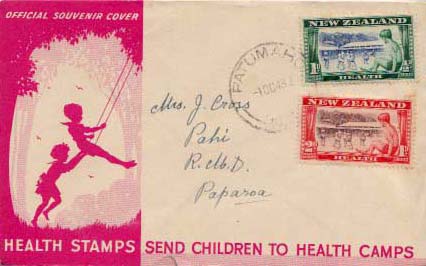 OFFICIAL SOUVENIR COVER
NEW ZEALAND
HEALTH
NEW ZEALAND
HEALTH
PATUMAHOE
Mrs. J. Cross
Pahi
R.M.D.
Paparoa
HEALTH STAMPS SEND CHILDREN TO HEALTH CAMPS